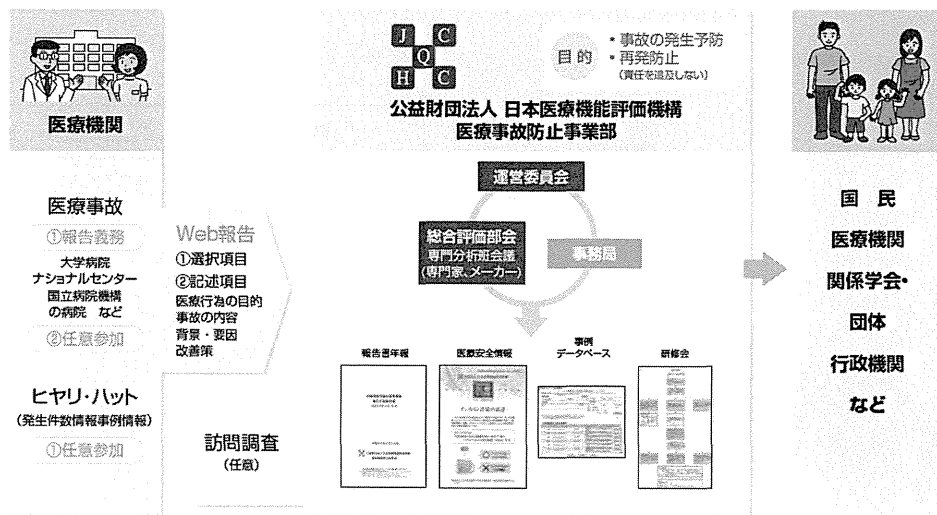 医療機関
医療事故
①報告義務
大学病院
ナショナルセンター
国立病院機構
の病院 など
②任意参加
ヒヤリ・ハット
(発生件数情報事例情報)
①任意参加
Web報告
①選択項目
②記述項目
医療行為の目的
事故の内容
背景・要因
改善策
訪問調査
(任意)
J C
Q
H C
目的
・事故の発生予防
・再発防止
(責任を追及しない)
公益財団法人 日本医療機能評価機構
医療事故防止事業部
運営委員会
総合評価部会
専門分析班会議
(専門家、メーカー)
事務局
報告書年報
医療安全情報
事例
データベース
研修会
国 民
医療機関
関係学会・
団体
行政機関
など